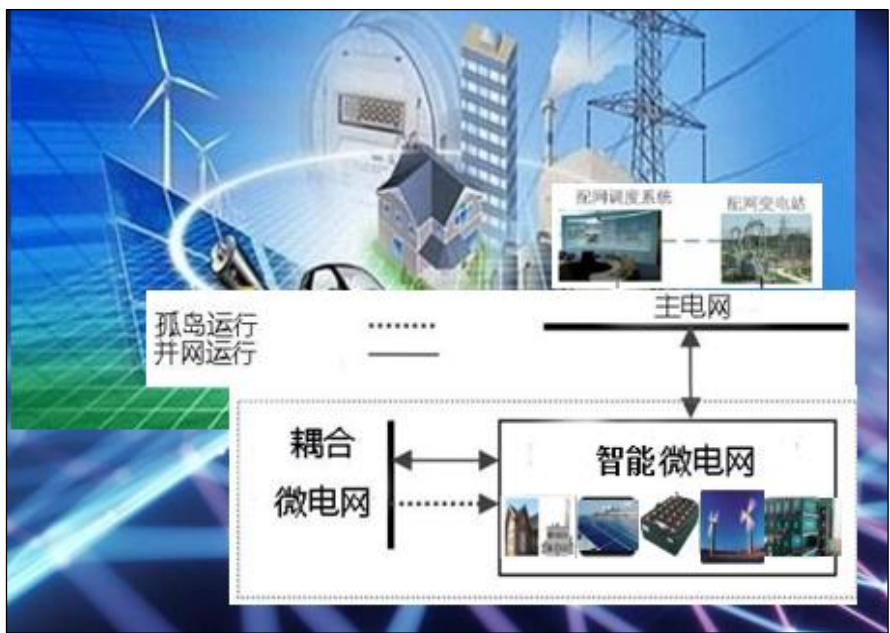 配网调度系统
配网变电站
主电网
孤岛运行
并网运行
耦合
微电网
智能微电网